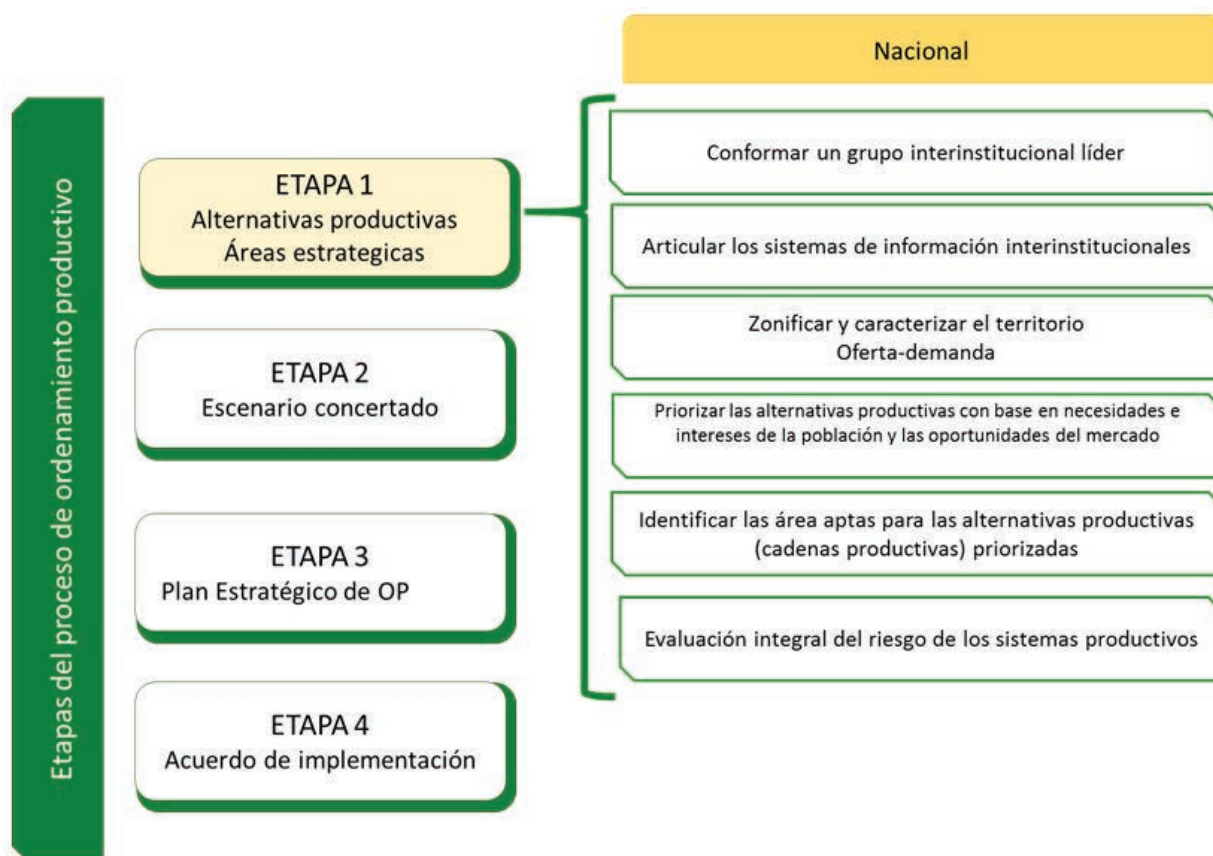 Etapas del proceso de ordenamiento productivo
ETAPA 1
Alternativas productivas
Áreas estrategicas
ETAPA 2
Escenario concertado
ETAPA 3
Plan Estratégico de OP
ETAPA 4
Acuerdo de implementación
Nacional
Conformar un grupo interinstitucional líder
Articular los sistemas de información interinstitucionales
Zonificar y caracterizar el territorio
Oferta-demanda
Priorizar las alternativas productivas con base en necesidades e
intereses de la población y las oportunidades del mercado
Identificar las área aptas para las alternativas productivas
(cadenas productivas) priorizadas
Evaluación integral del riesgo de los sistemas productivos